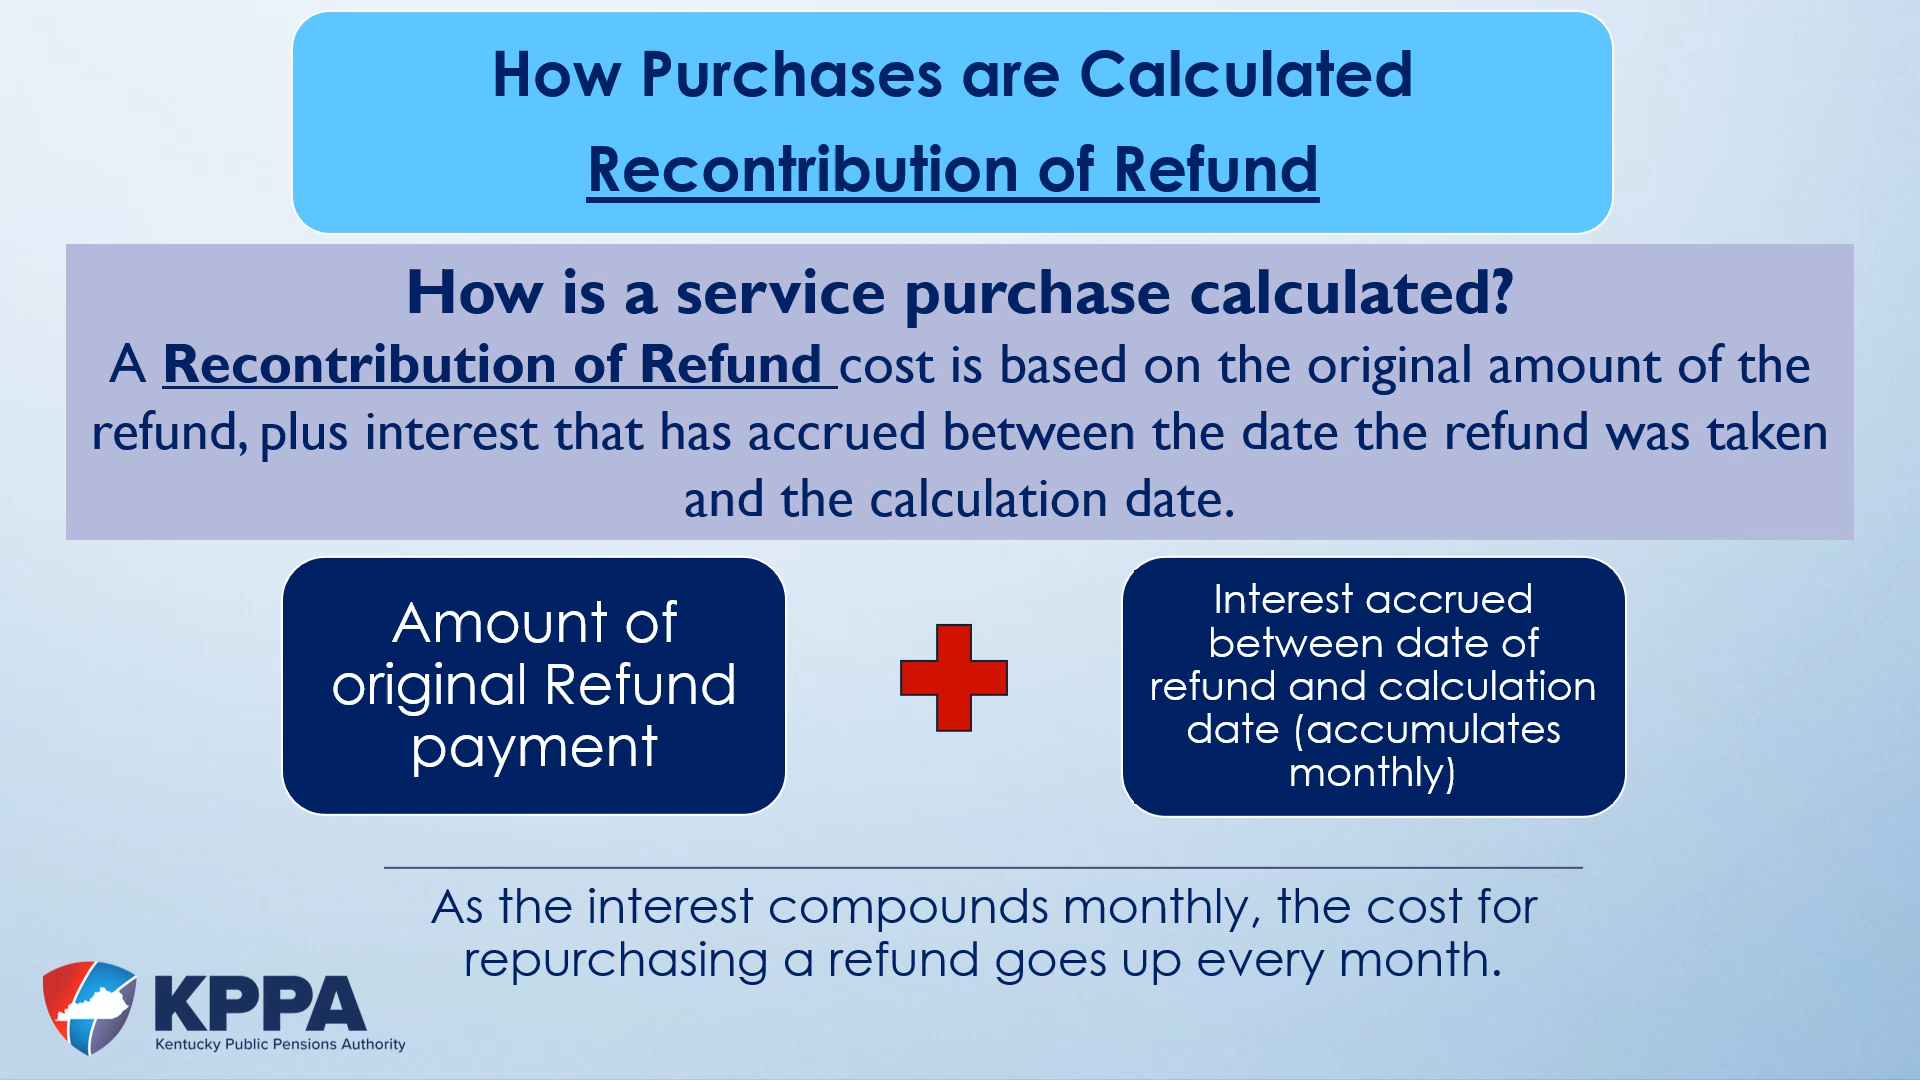 How Purchases are Calculated
Recontribution of Refund
How is a service purchase calculated?
A Recontribution of Refund cost is based on the original amount of the
refund, plus interest that has accrued between the date the refund was taken
and the calculation date.
Amount of
original Refund
payment
Interest accrued
between date of
refund and calculation
date (accumulates
monthly)
As the interest compounds monthly, the cost for
repurchasing a refund goes up every month.
KPPA
Kentucky Public Pensions Authority